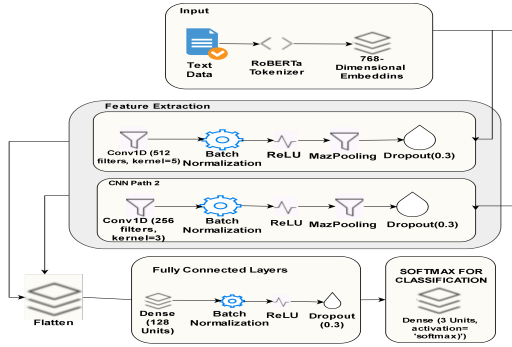 Input
Text
Data
RoBERTa
Tokenizer
768-
Dimensional
Embeddins
Feature Extraction
Conv1D (512
filters, kernel=5)
Batch
Normalization
ReLU
MazPooling
Dropout(0.3)
CNN Path 2
Conv1D (256
filters,
kernel=3)
Batch
Normalization
ReLU
MazPooling
Dropout(0.3)
Flatten
Fully Connected Layers
Dense
(128
Units)
Batch
Normalization
ReLU
Dropout
(0.3)
SOFTMAX FOR
CLASSIFICATION
Dense (3 Units,
activation=
'softmax)')